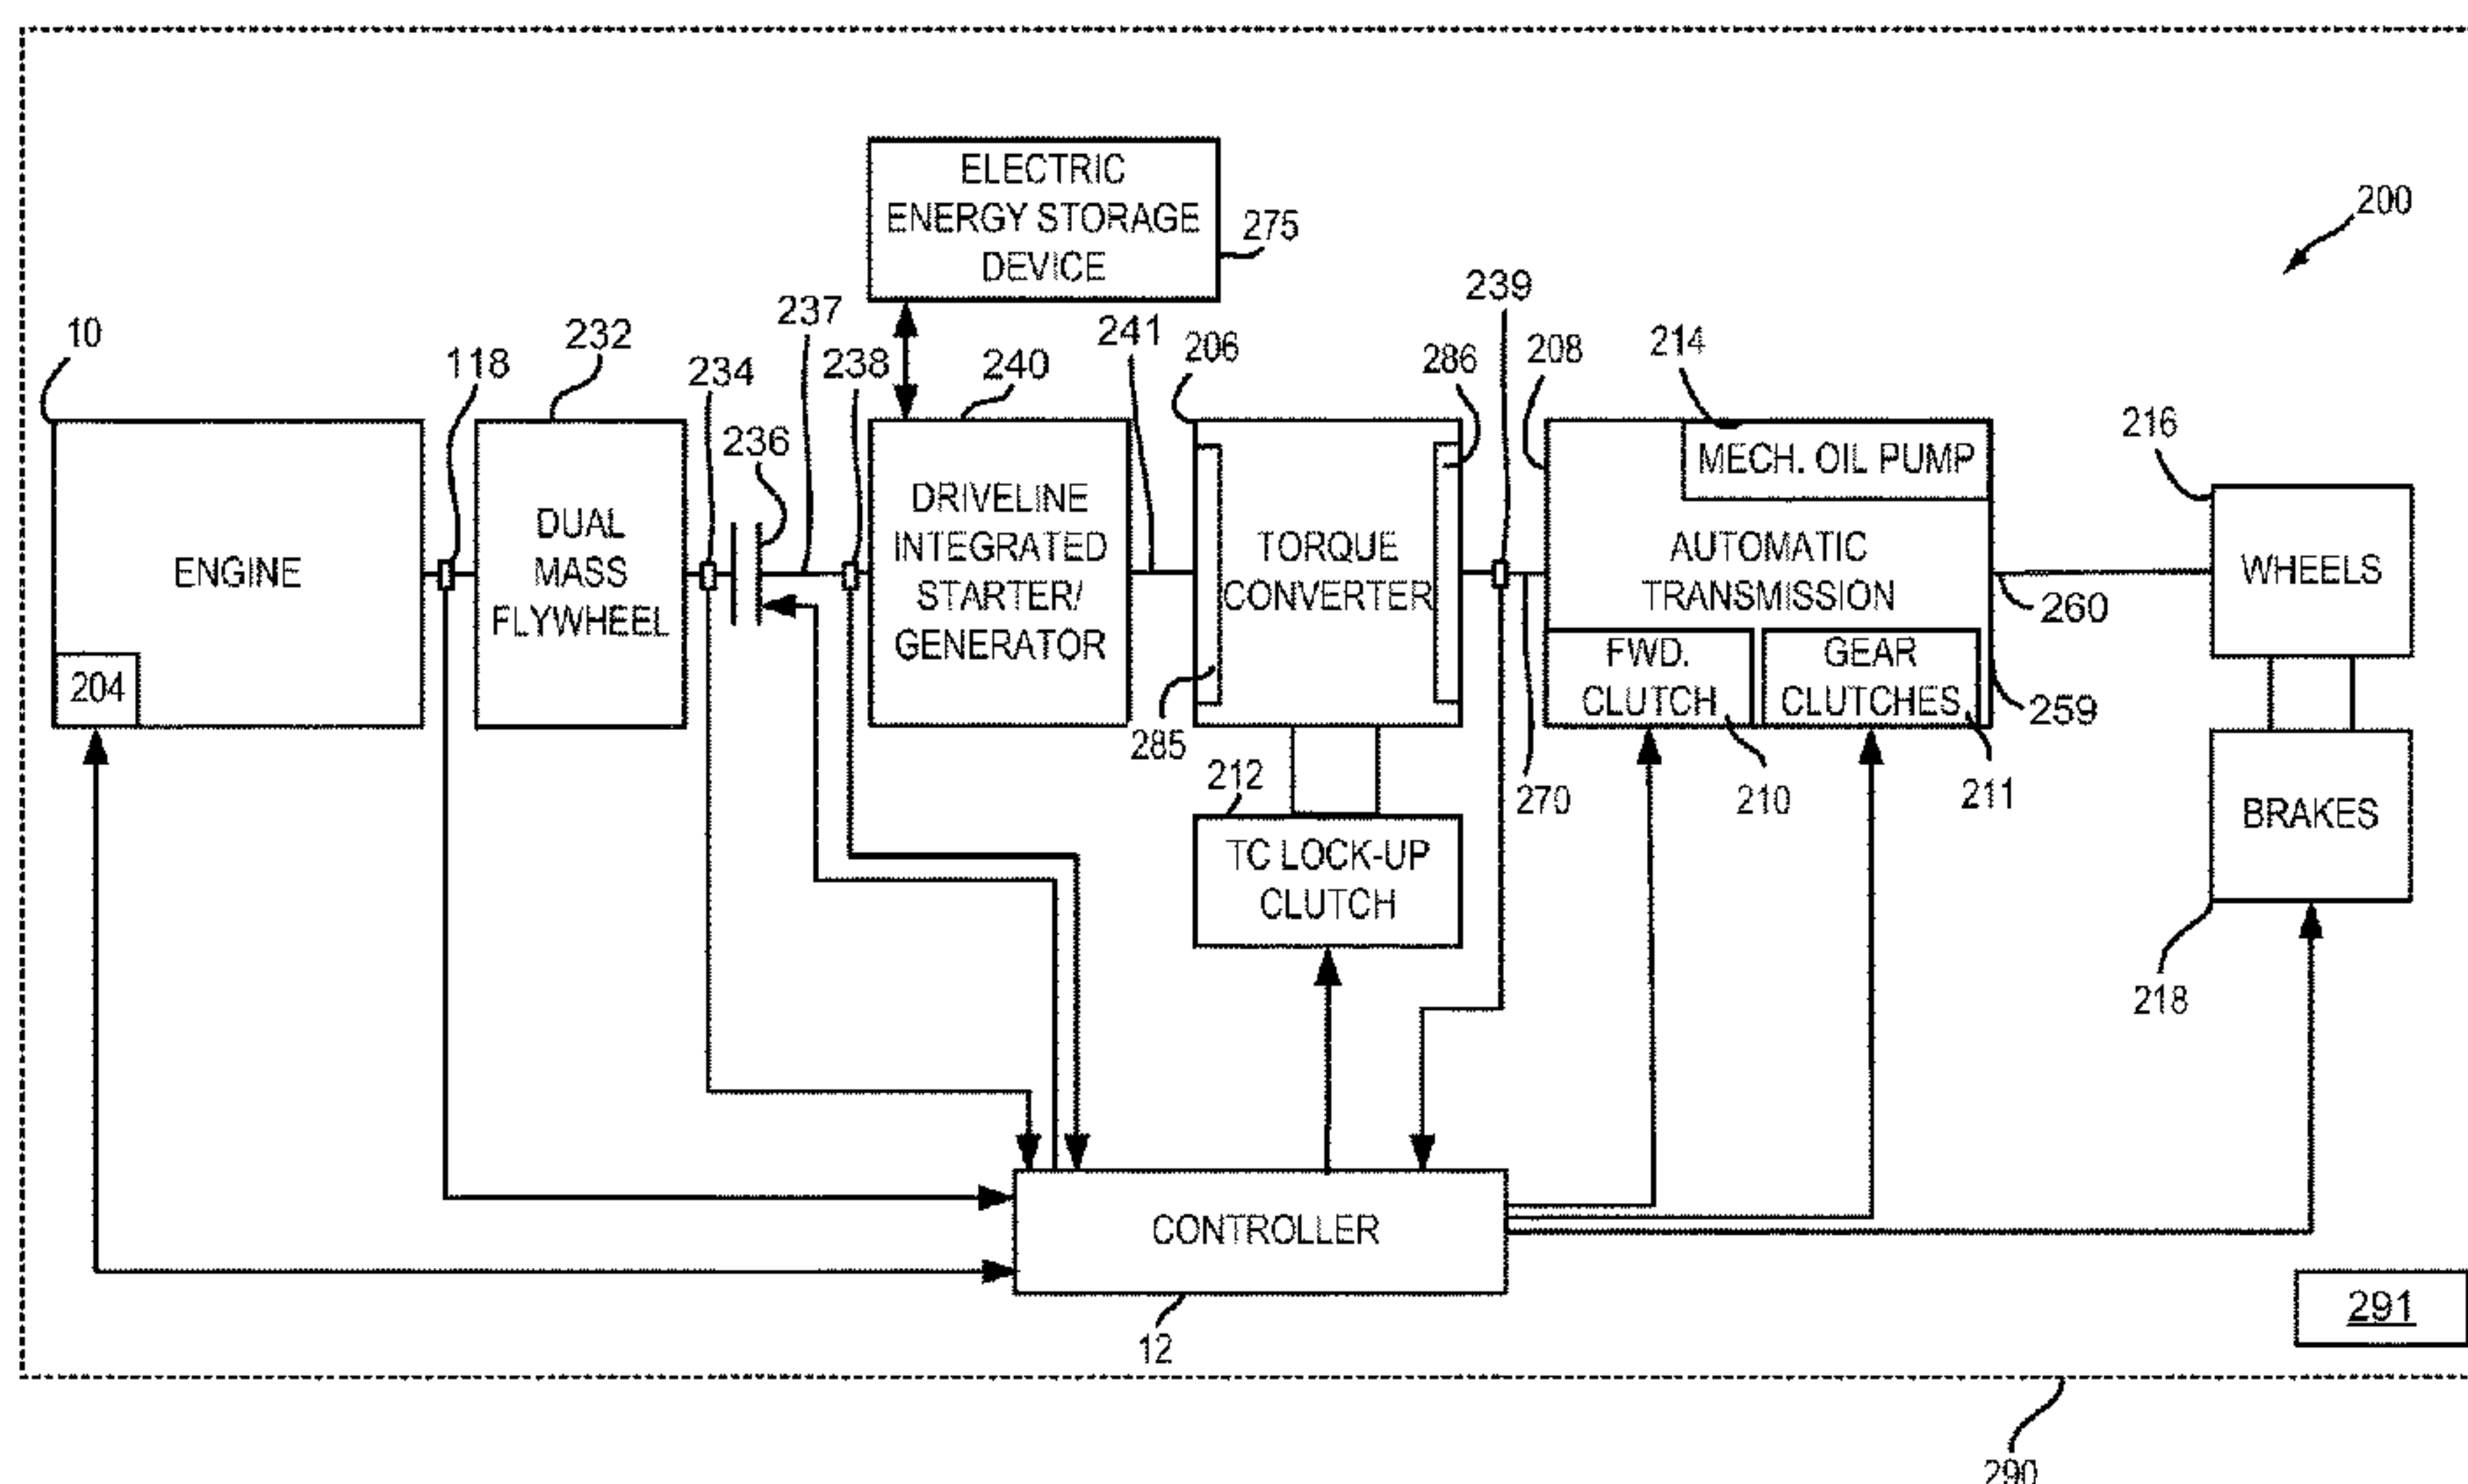 ELECTRIC
ENERGY STORAGE
DEVICE
275
200
239
237
241
10
232
118
234
238
240
206
286
208
214
236
216
ENGINE
204
DUAL
MASS
FLYWHEEL
DRIVELINE
INTEGRATED
STARTER/
GENERATOR
TORQUE
CONVERTER
285
MECH. OIL PUMP
AUTOMATIC
TRANSMISSION
FWD.
CLUTCH
GEAR
CLUTCHES
260
259
WHEELS
212
270
210
211
BRAKES
TC LOCK-UP
CLUTCH
218
CONTROLLER
12
291
290